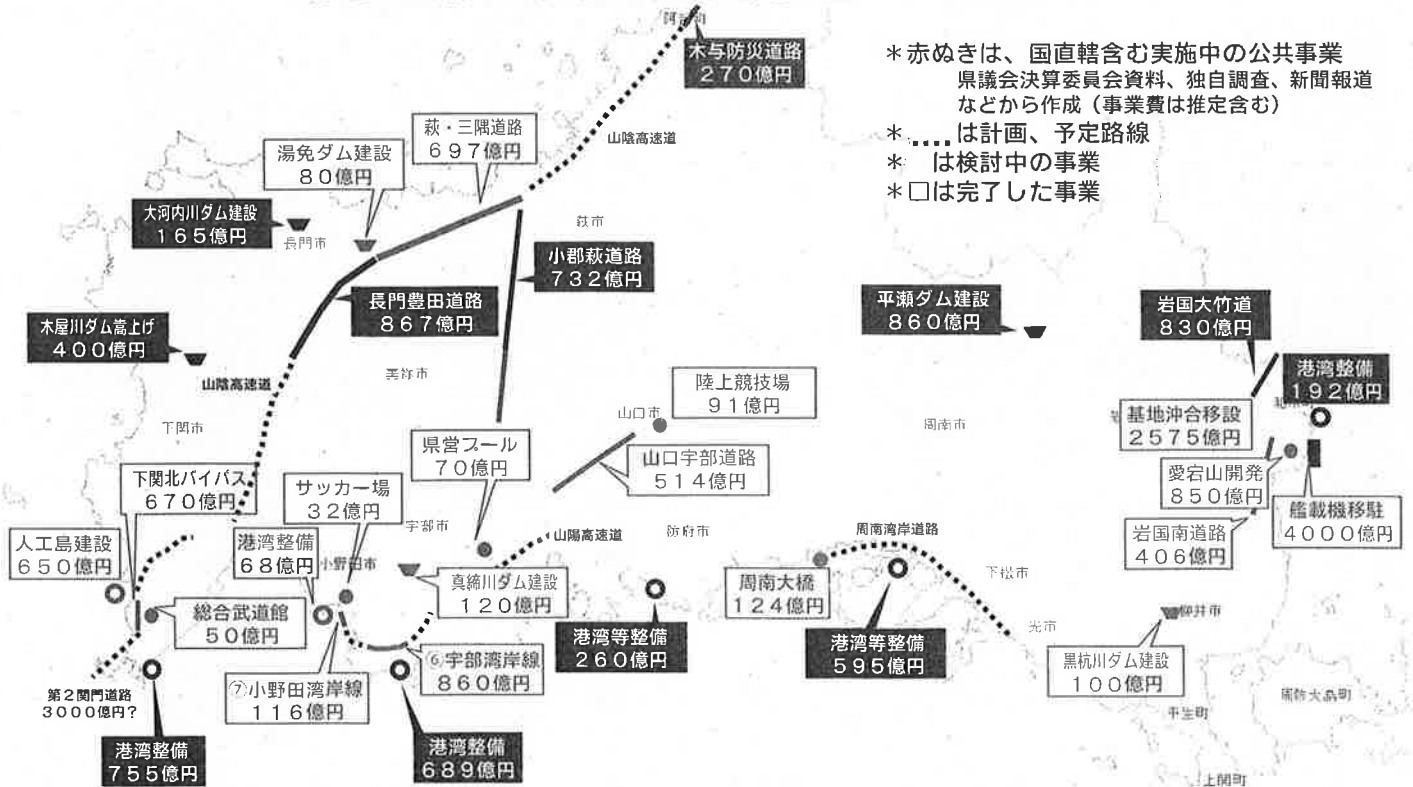 阿武町
木与防災道路
270億円
＊赤ぬきは、国直轄含む実施中の公共事業
県議会決算委員会資料、独自調査、新聞報道
などから作成（事業費は推定含む）
＊....は計画、予定路線
＊　は検討中の事業
＊□は完了した事業
山陰高速道
萩・三隅道路
697億円
湯免ダム建設
80億円
大河内川ダム建設
165億円
長門市
萩市
小郡萩道路
732億円
長門豊田道路
867億円
木屋川ダム嵩上げ
400億円
山陰高速道
美祢市
下関市
平瀬ダム建設
860億円
岩国大竹道
830億円
港湾整備
192億円
和木町
基地沖合移設
2575億円
愛宕山開発
850億円
艦載機移駐
4000億円
岩国南道路
406億円
陸上競技場
91億円
山口市
周南市
県営プール
70億円
山口宇部道路
514億円
下関北バイパス
670億円
サッカー場
32億円
宇部市
山陽高速道
防府市
周南湾岸道路
人工島建設
650億円
港湾整備
68億円
小野田市
真締川ダム建設
120億円
周南大橋
124億円
下松市
総合武道館
50億円
港湾等整備
260億円
港湾等整備
595億円
光市
柳井市
黒杭川ダム建設
100億円
⑥宇部湾岸線
860億円
⑦小野田湾岸線
116億円
第2関門道路
3000億円？
港湾整備
755億円
港湾整備
689億円
平生町
周防大島町
上関町